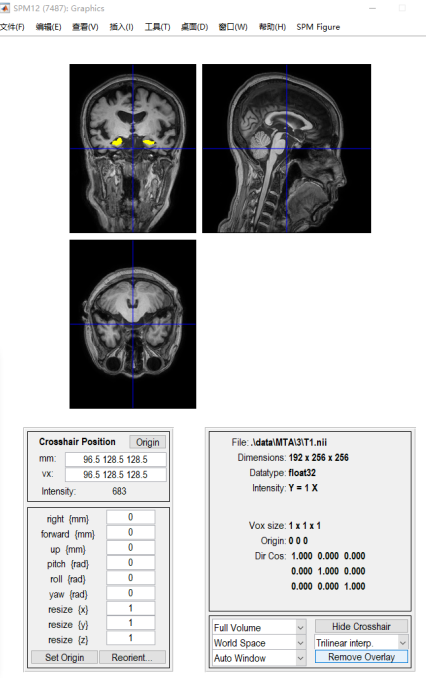 SPM12 (7487): Graphics
文件(F) 编辑(E) 查看(V) 插入(I) 工具(T) 桌面(D) 窗口(W) 帮助(H) SPM Figure
Crosshair Position Origin
mm: 96.5 128.5 128.5
vx: 96.5 128.5 128.5
Intensity: 683
right {mm} 0
forward {mm} 0
up {mm} 0
pitch {rad} 0
roll {rad} 0
yaw {rad} 0
resize {x} 1
resize {y} 1
resize {z} 1
Set Origin Reorient...
File: .\data\MTA\3\T1.nii
Dimensions: 192 x 256 x 256
Datatype: float32
Intensity: Y = 1 X
Vox size: 1 x 1 x 1
Origin: 0 0 0
Dir Cos: 1.000 0.000 0.000
0.000 1.000 0.000
0.000 0.000 1.000
Full Volume Hide Crosshair
World Space Trilinear interp.
Auto Window Remove Overlay